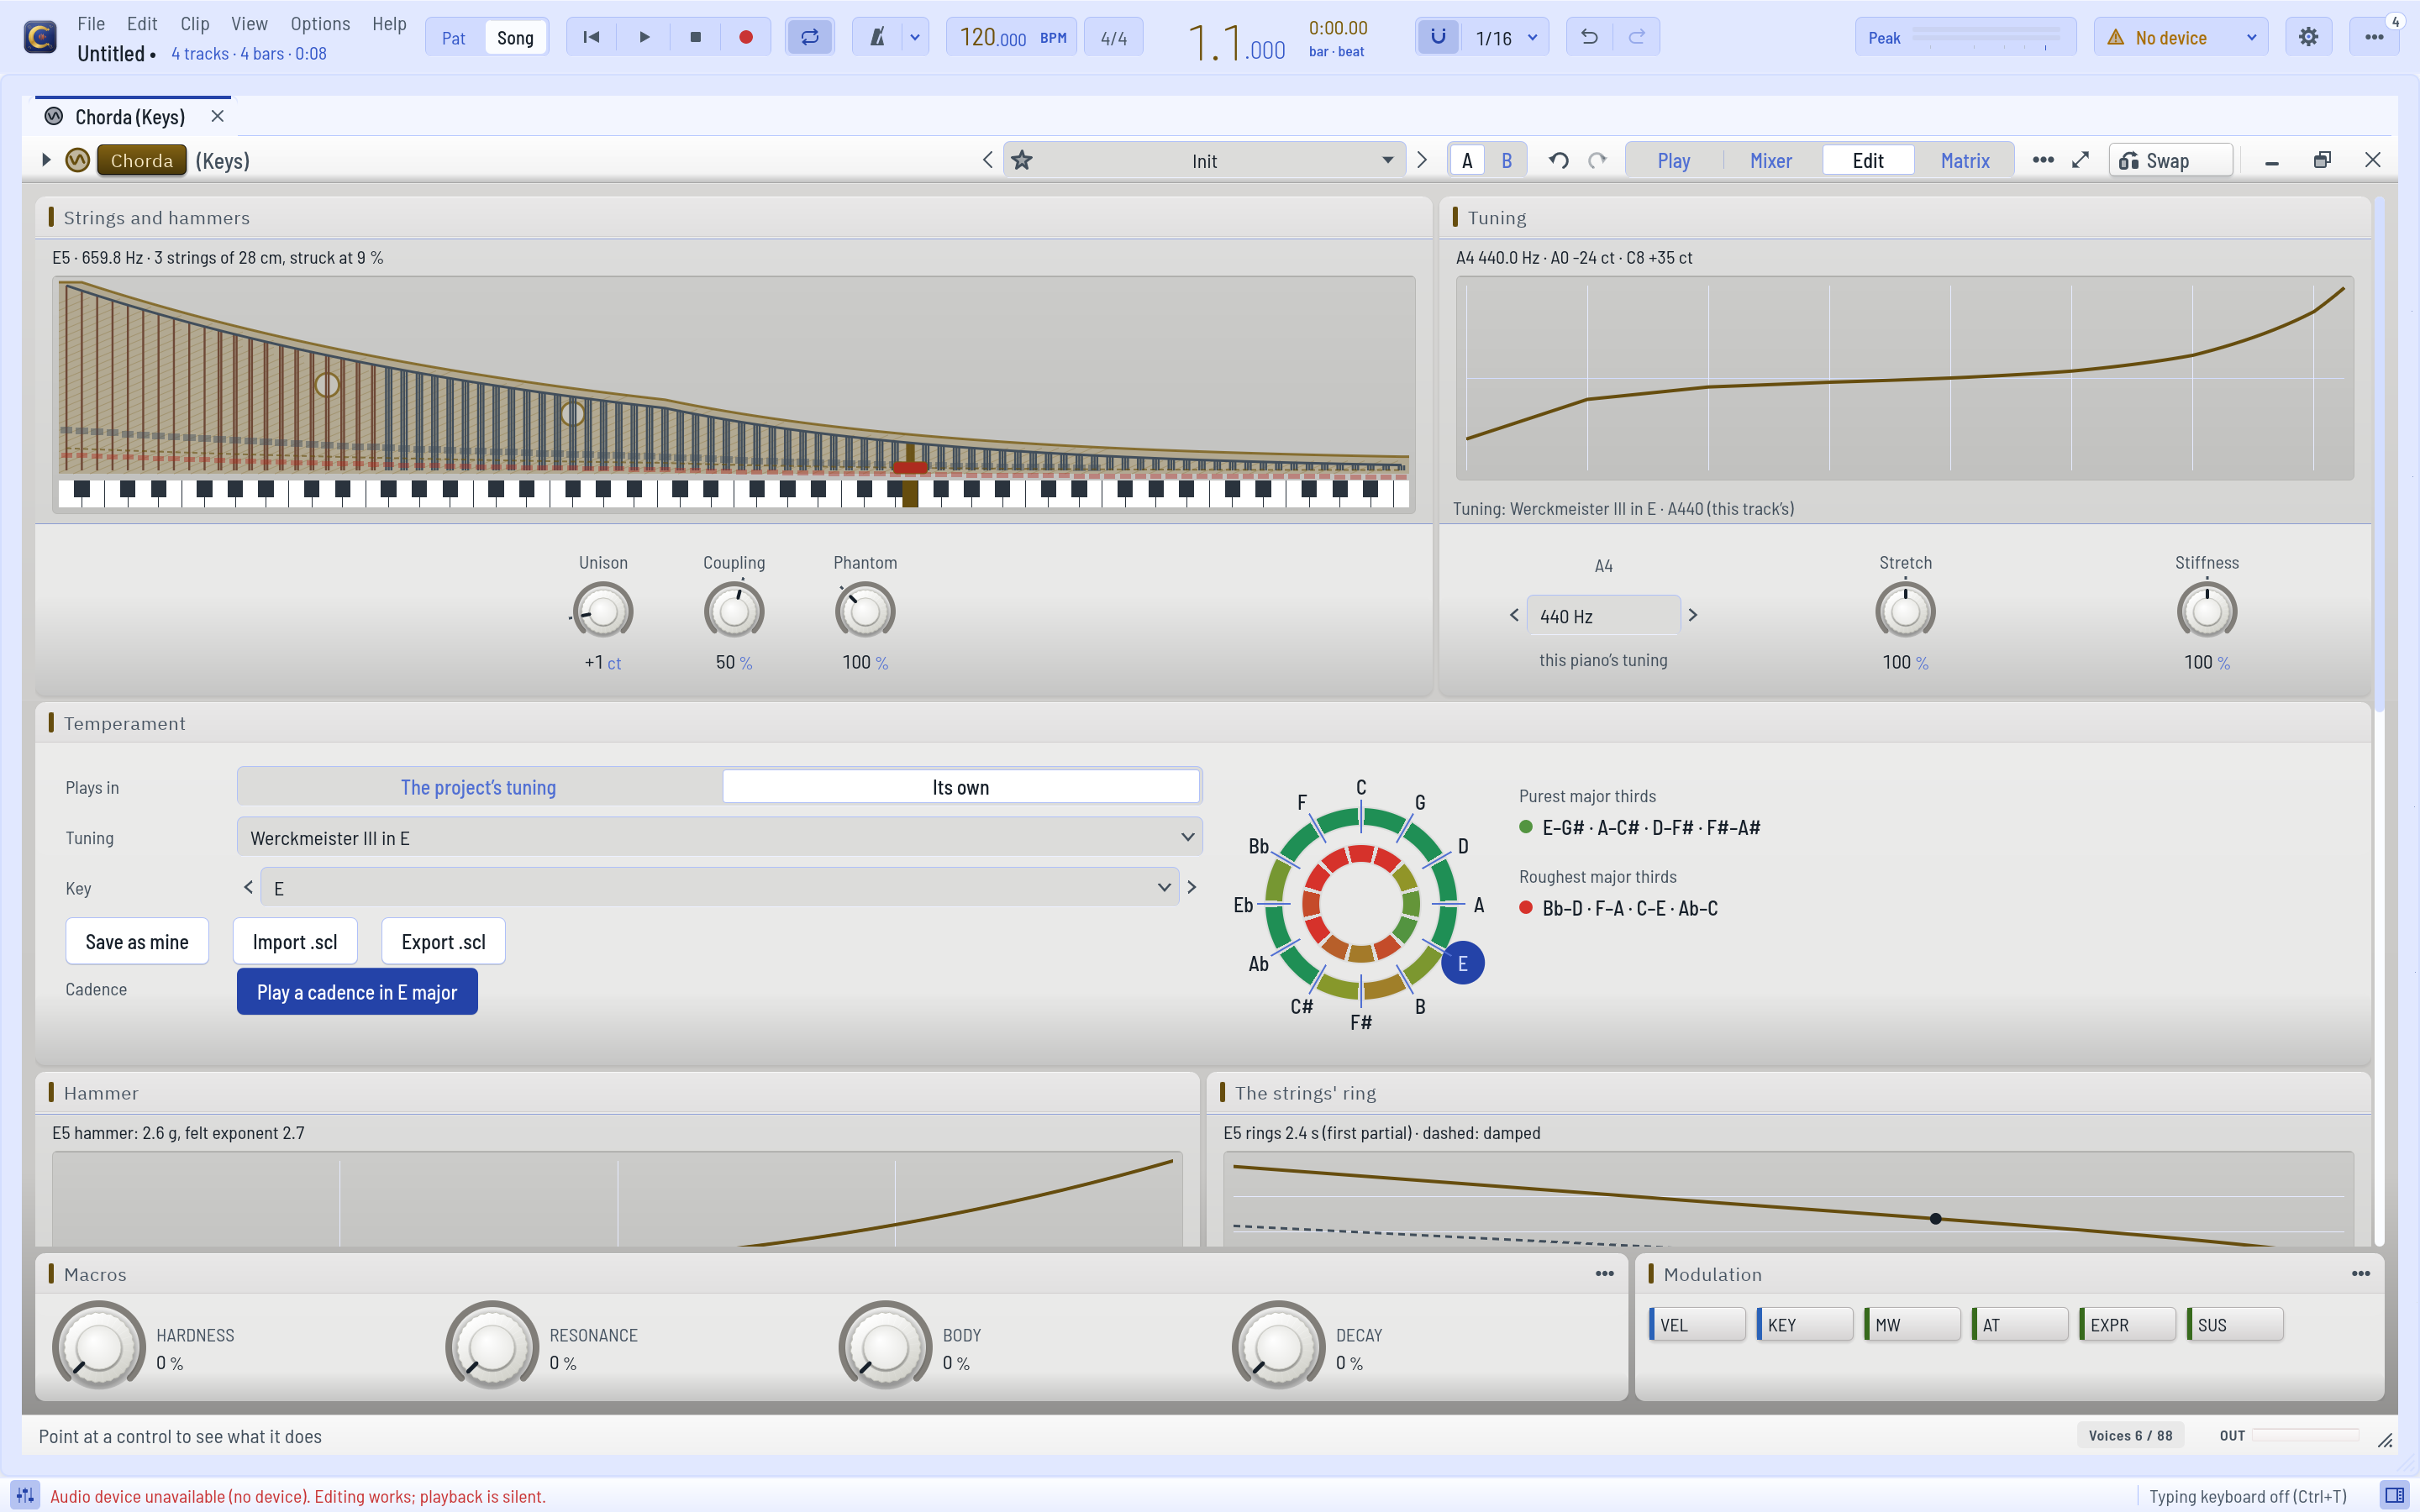 File Edit Clip View Options Help
Untitled • 4 tracks · 4 bars · 0:08
Pat Song
120.000 BPM 4/4
1.1.000 0:00.00
bar · beat
1/16
Peak
No device
4
Chorda (Keys)
Chorda (Keys)
Init
A B
Play Mixer Edit Matrix
Swap
Strings and hammers
E5 · 659.8 Hz · 3 strings of 28 cm, struck at 9 %
Unison Coupling Phantom
+1 ct 50 % 100 %
Tuning
A4 440.0 Hz · A0 -24 ct · C8 +35 ct
Tuning: Werckmeister III in E · A440 (this track's)
A4 Stretch Stiffness
440 Hz
this piano's tuning 100 % 100 %
Temperament
Plays in The project's tuning Its own
Tuning Werckmeister III in E
Key E
Save as mine Import .scl Export .scl
Cadence Play a cadence in E major
C
G
D
A
E
B
F#
C#
Ab
Eb
Bb
F
Purest major thirds
E–G# · A–C# · D–F# · F#–A#
Roughest major thirds
Bb–D · F–A · C–E · Ab–C
Hammer
E5 hammer: 2.6 g, felt exponent 2.7
The strings' ring
E5 rings 2.4 s (first partial) · dashed: damped
Macros
HARDNESS
0 %
RESONANCE
0 %
BODY
0 %
DECAY
0 %
Modulation
VEL KEY MW AT EXPR SUS
Point at a control to see what it does
Voices 6 / 88 OUT
Audio device unavailable (no device). Editing works; playback is silent.
Typing keyboard off (Ctrl+T)